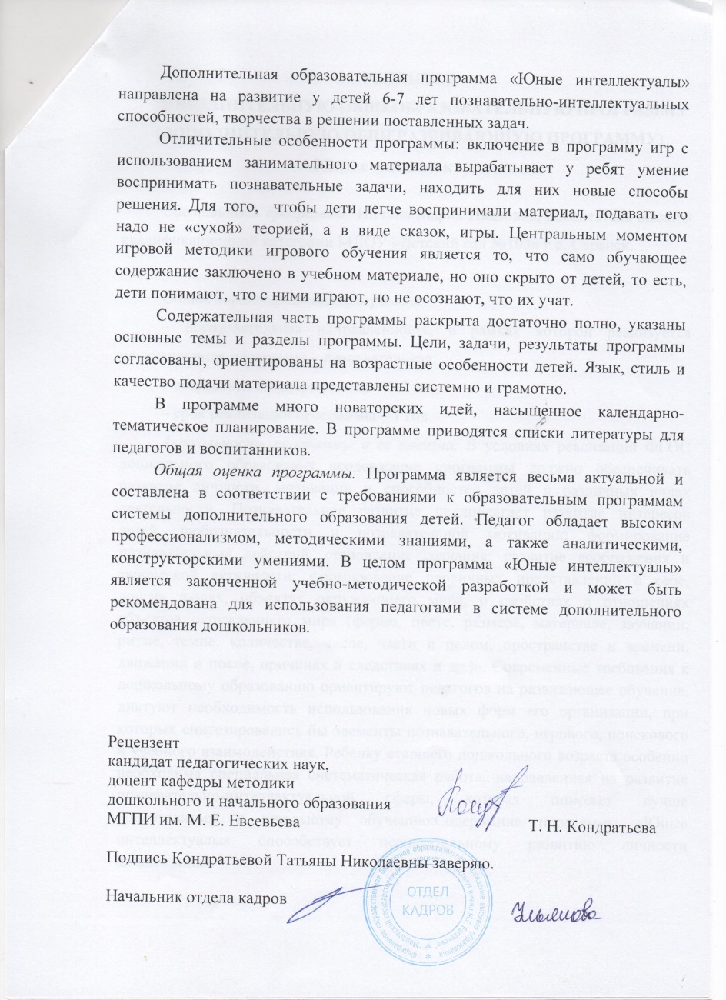 Дополнительная образовательная программа «Юные интеллектуалы»
направлена на развитие у детей 6-7 лет познавательно-интеллектуальных
способностей, творчества в решении поставленных задач.
Отличительные особенности программы: включение в программу игр с
использованием занимательного материала вырабатывает у ребят умение
воспринимать познавательные задачи, находить для них новые способы
решения. Для того, чтобы дети легче воспринимали материал, подавать его
надо не «сухой» теорией, а в виде сказок, игры. Центральным моментом
игровой методики игрового обучения является то, что само обучающее
содержание заключено в учебном материале, но оно скрыто от детей, то есть,
дети понимают, что с ними играют, но не осознают, что их учат.
Содержательная часть программы раскрыта достаточно полно, указаны
основные темы и разделы программы. Цели, задачи, результаты программы
согласованы, ориентированы на возрастные особенности детей. Язык, стиль и
качество подачи материала представлены системно и грамотно.
В программе много новаторских идей, насыщенное календарно-
тематическое планирование. В программе приводятся списки литературы для
педагогов и воспитанников.
Общая оценка программы. Программа является весьма актуальной и
составлена в соответствии с требованиями к образовательным программам
системы дополнительного образования детей. Педагог обладает высоким
профессионализмом, методическими знаниями, а также аналитическими,
конструкторскими умениями. В целом программа «Юные интеллектуалы»
является законченной учебно-методической разработкой и может быть
рекомендована для использования педагогами в системе дополнительного
образования дошкольников.
Рецензент
кандидат педагогических наук,
доцент кафедры методики
дошкольного и начального образования
МГПИ им. М. Е. Евсевьева
Т. Н. Кондратьева
Подпись Кондратьевой Татьяны Николаевны заверяю.
Начальник отдела кадров
ОТДЕЛ
КАДРОВ